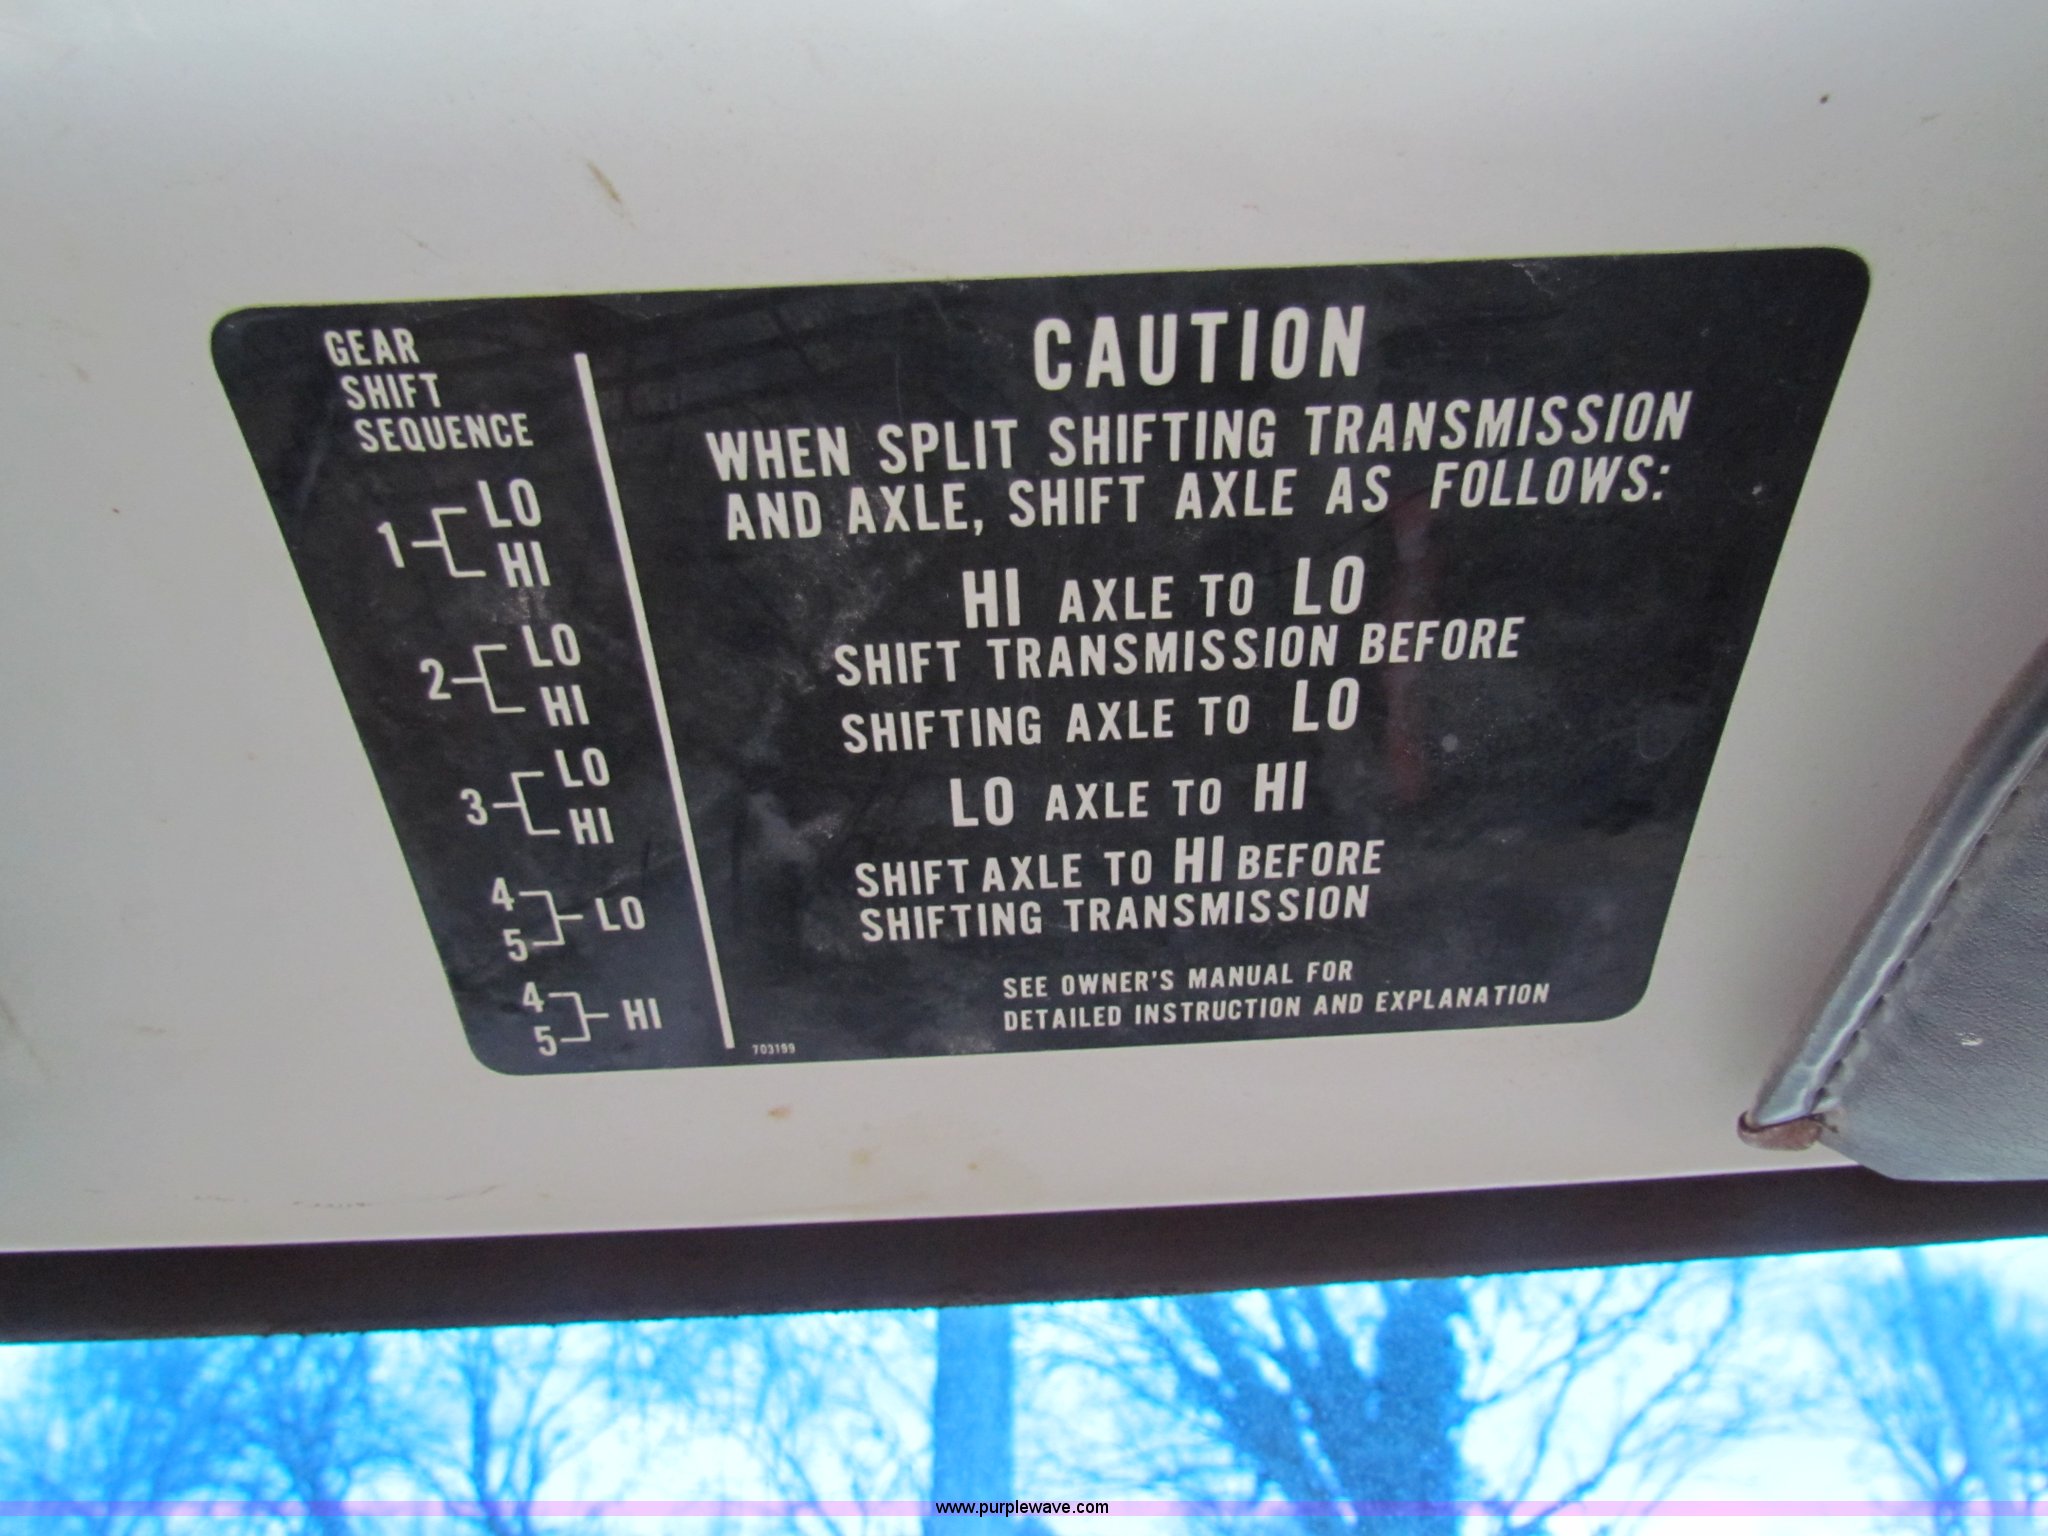 GEAR
SHIFT
SEQUENCE
1 LO
HI
2 LO
HI
3 LO
HI
4
5 LO
4
5 HI
CAUTION
WHEN SPLIT SHIFTING TRANSMISSION
AND AXLE, SHIFT AXLE AS FOLLOWS:
HI AXLE TO LO
SHIFT TRANSMISSION BEFORE
SHIFTING AXLE TO LO
LO AXLE TO HI
SHIFT AXLE TO HI BEFORE
SHIFTING TRANSMISSION
SEE OWNER'S MANUAL FOR
DETAILED INSTRUCTION AND EXPLANATION
703199
www.purplewave.com